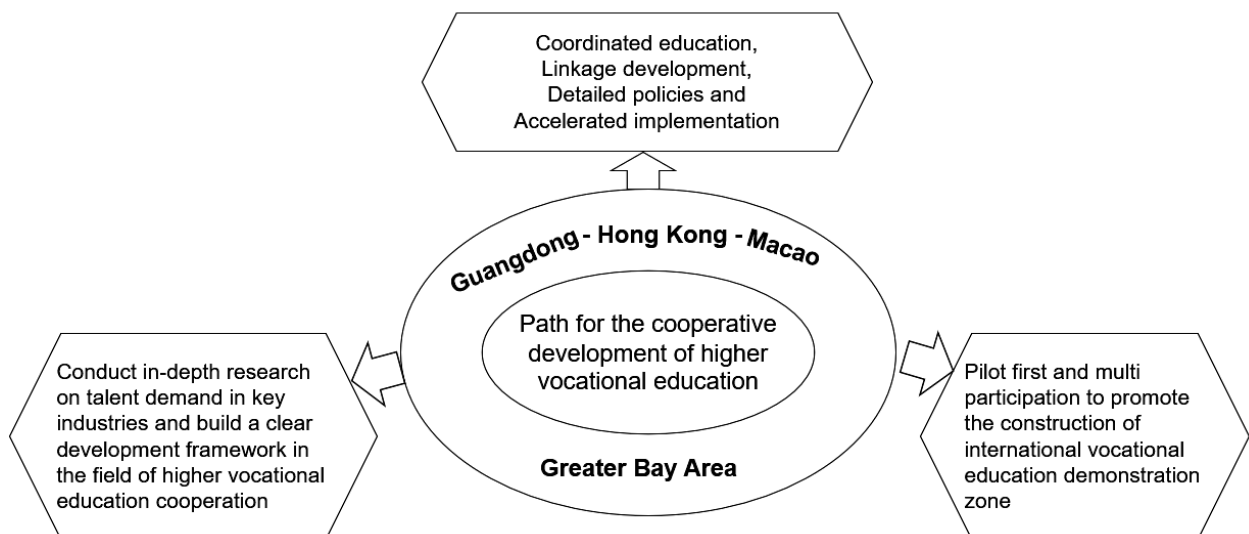 Coordinated education,
Linkage development,
Detailed policies and
Accelerated implementation
Guangdong - Hong Kong - Macao
Path for the cooperative
development of higher
vocational education
Greater Bay Area
Conduct in-depth research
on talent demand in key
industries and build a clear
development framework in
the field of higher vocational
education cooperation
Pilot first and multi
participation to promote
the construction of
international vocational
education demonstration
zone